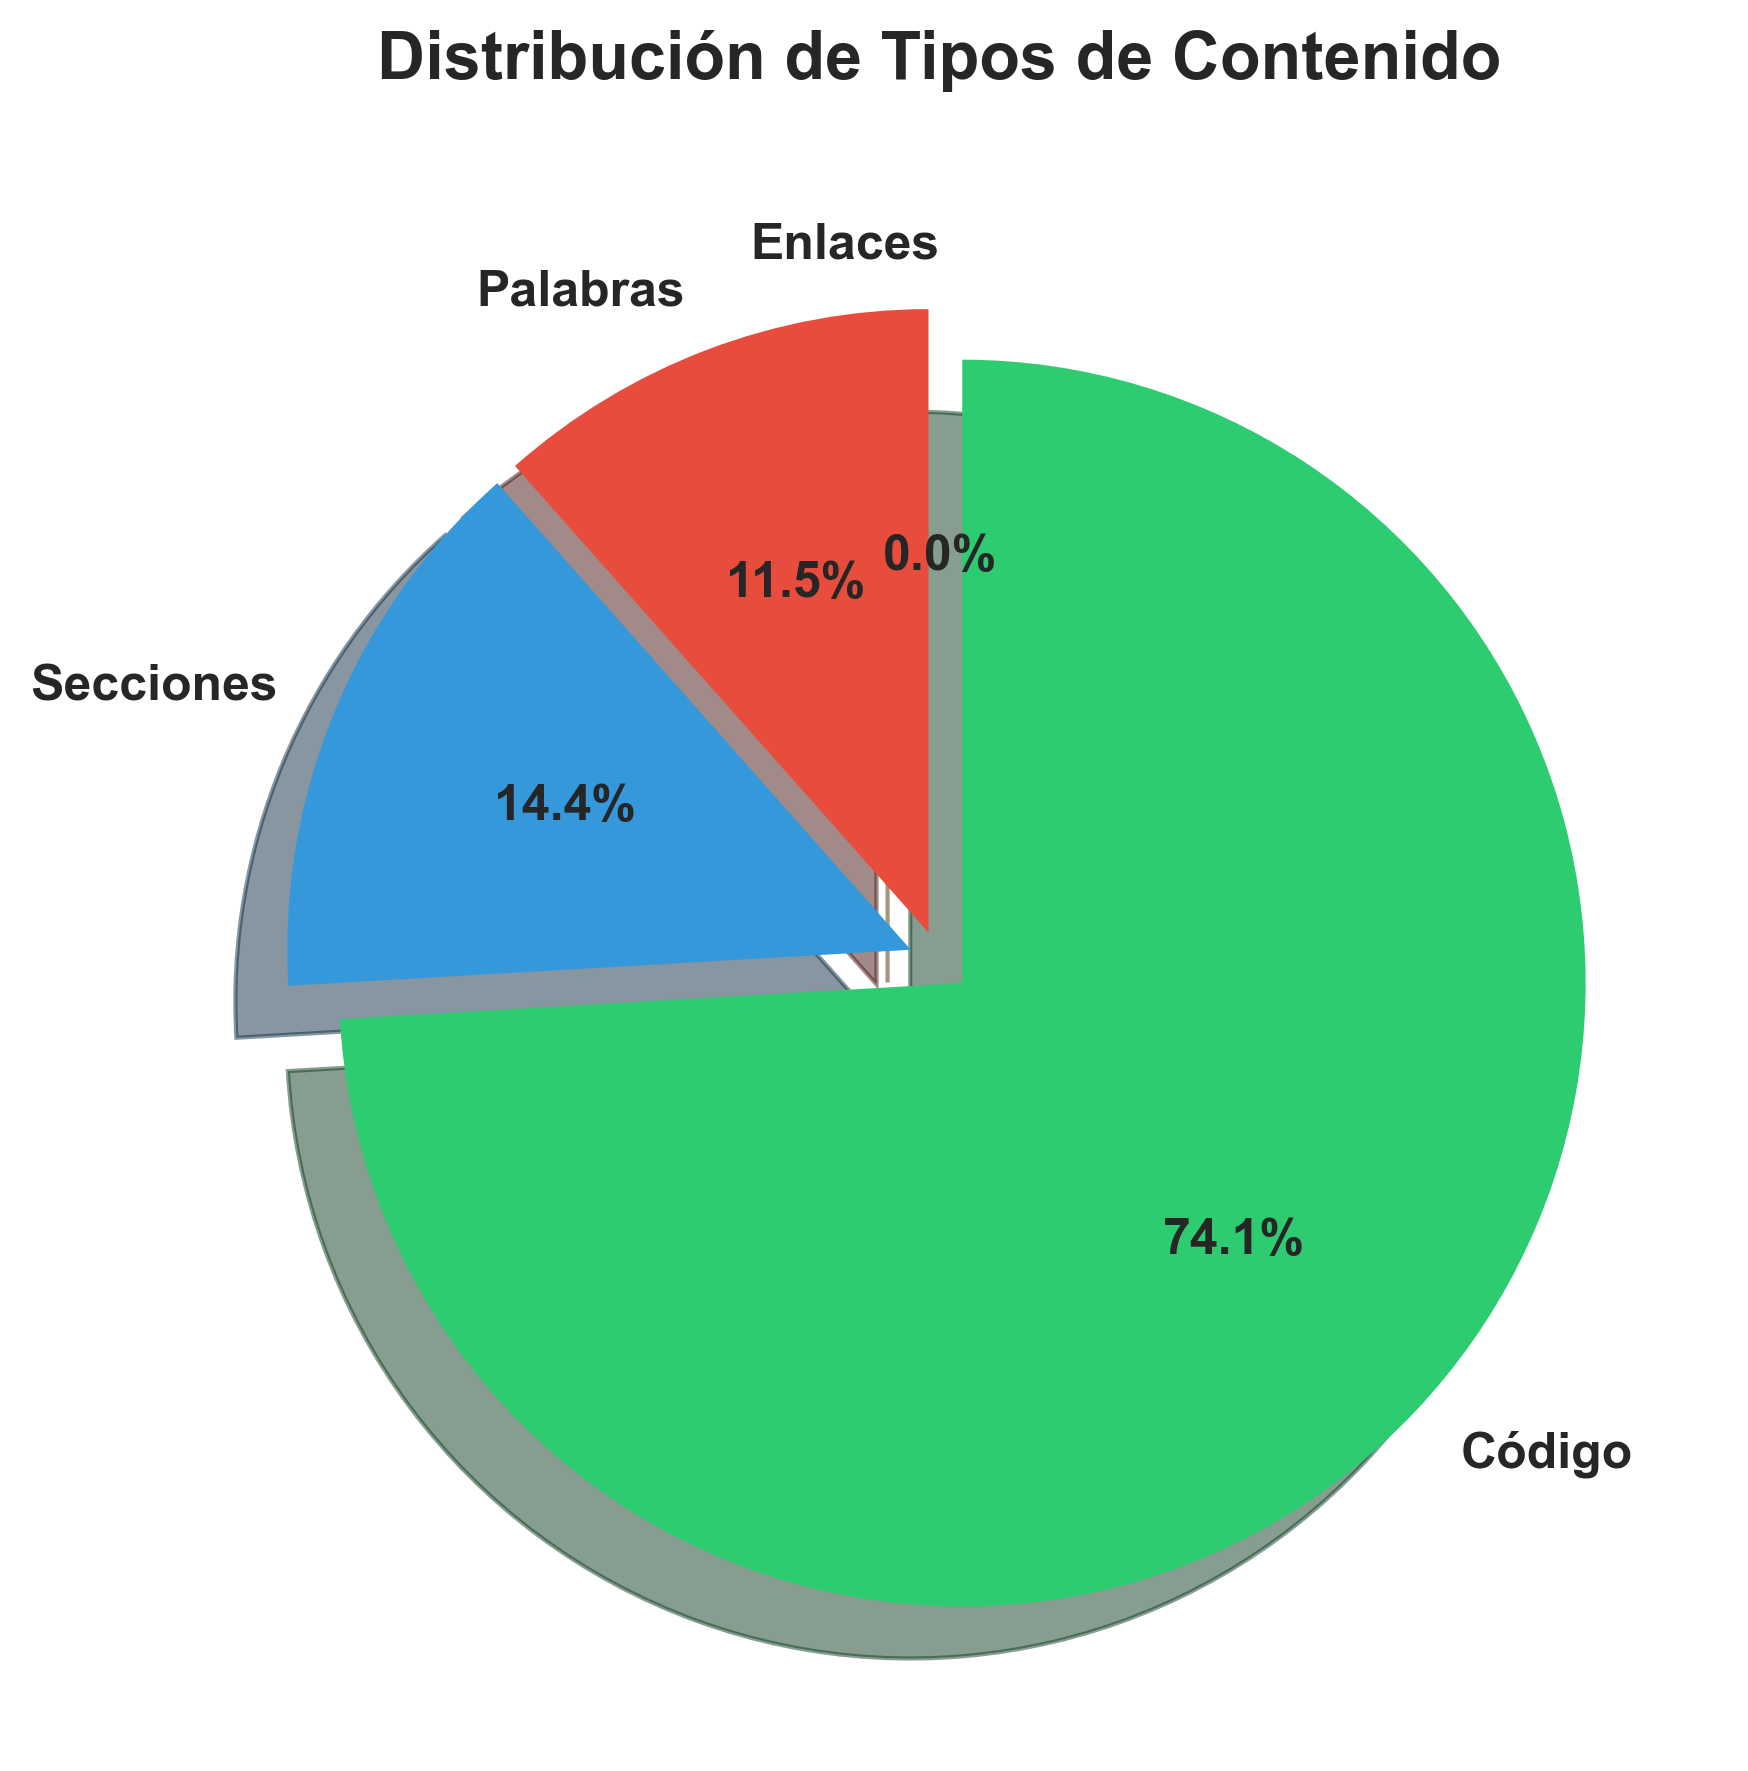 Distribución de Tipos de Contenido
Enlaces
Palabras
0.0%
11.5%
Secciones
14.4%
74.1%
Código